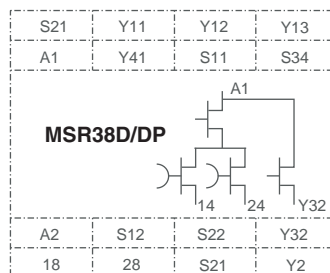 S21 Y11 Y12 Y13
A1 Y41 S11 S34
A1
MSR38D/DP
14 24 Y32
A2 S12 S22 Y32
18 28 S21 Y2